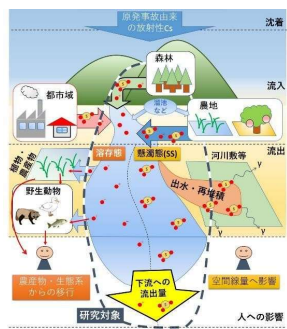 原発事故由来
の放射性Cs
沈着
森林
都市域
溜池
など
農地
流入
溶存態
懸濁態(SS)
流出
河川敷等
植物・
農産物
出水・再堆積
野生動物
γ
γ
下流への
流出量
農産物・生態系
からの移行
空間線量へ影響
研究対象
人への影響